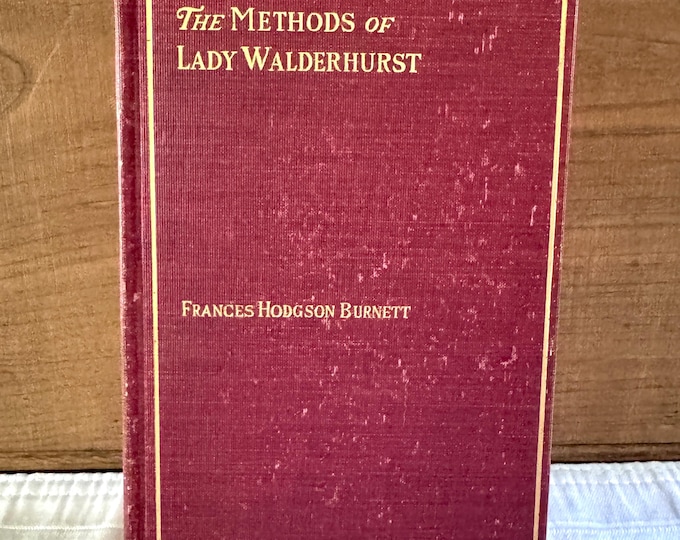 The Methods of
Lady Walderhurst
Frances Hodgson Burnett